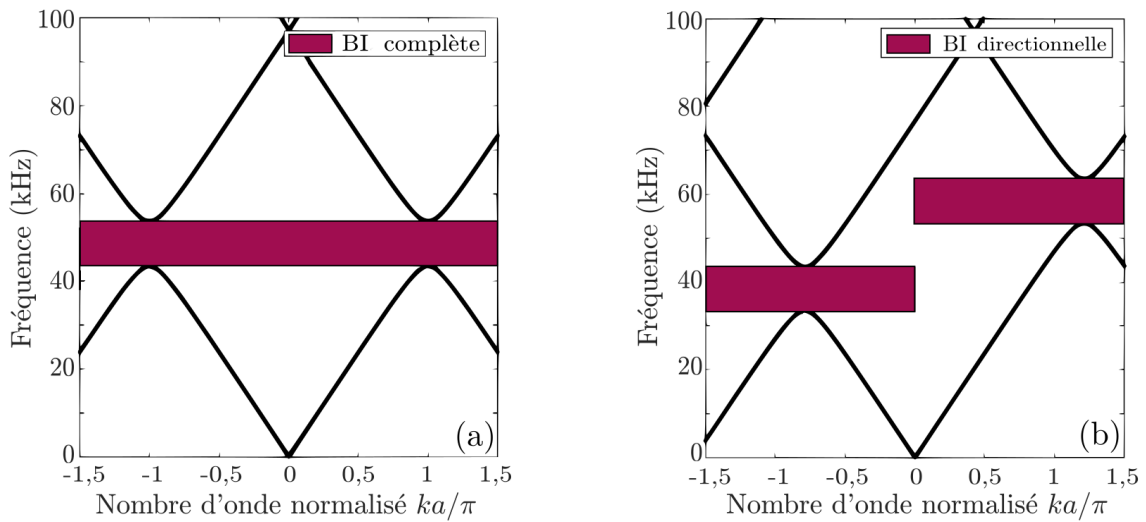 100
80
60
40
20
0
Fréquence (kHz)
BI complète
(a)
-1,5 -1 -0,5 0 0,5 1 1,5
Nombre d'onde normalisé ka/π
100
80
60
40
20
0
Fréquence (kHz)
BI directionnelle
(b)
-1,5 -1 -0,5 0 0,5 1 1,5
Nombre d'onde normalisé ka/π